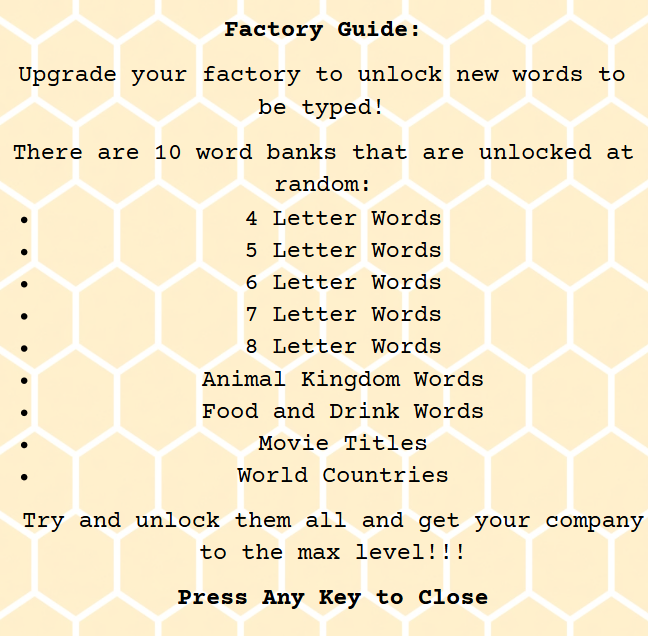 Factory Guide:
Upgrade your factory to unlock new words to
be typed!
There are 10 word banks that are unlocked at
random:
• 4 Letter Words
• 5 Letter Words
• 6 Letter Words
• 7 Letter Words
• 8 Letter Words
• Animal Kingdom Words
• Food and Drink Words
• Movie Titles
• World Countries
Try and unlock them all and get your company
to the max level!!!
Press Any Key to Close